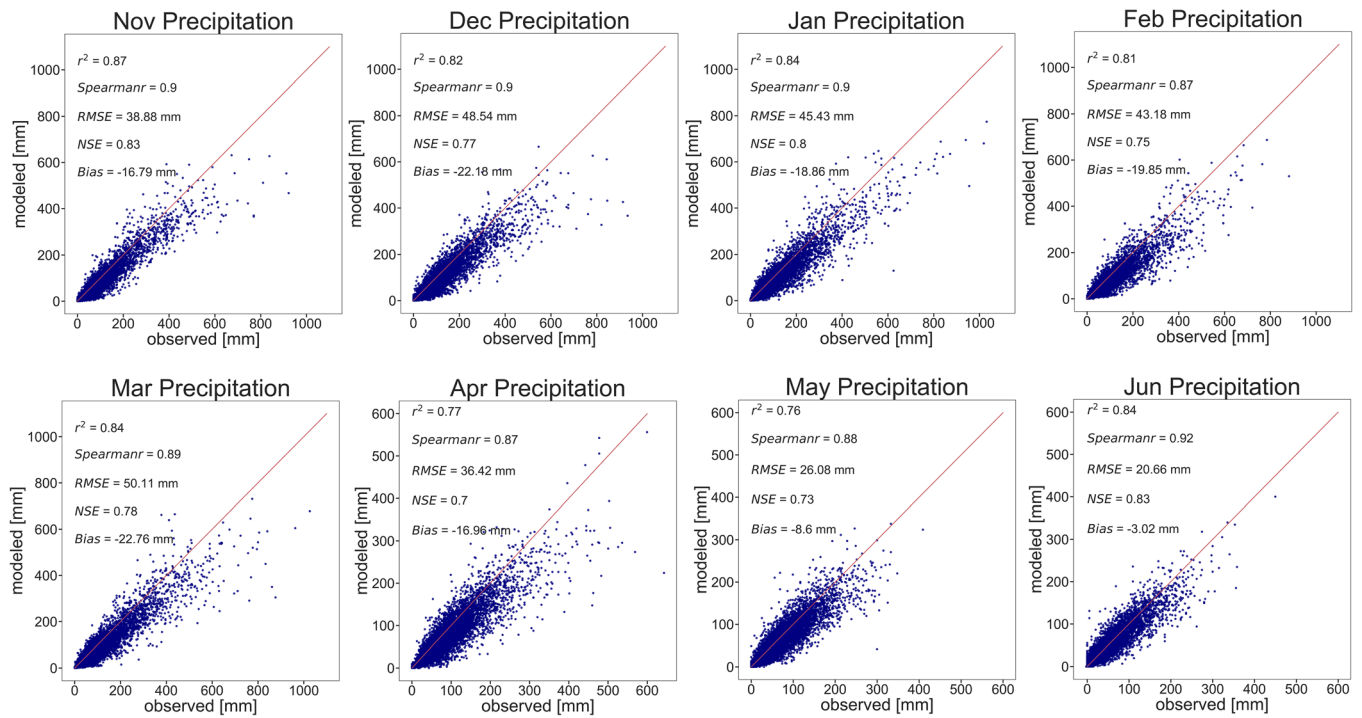 Nov Precipitation
r² = 0.87
Spearmanr = 0.9
RMSE = 38.88 mm
NSE = 0.83
Bias = -16.79 mm
modeled [mm]
1000
800
600
400
200
0
0 200 400 600 800 1000
observed [mm]
Dec Precipitation
r² = 0.82
Spearmanr = 0.9
RMSE = 48.54 mm
NSE = 0.77
Bias = -22.18 mm
modeled [mm]
1000
800
600
400
200
0
0 200 400 600 800 1000
observed [mm]
Jan Precipitation
r² = 0.84
Spearmanr = 0.9
RMSE = 45.43 mm
NSE = 0.8
Bias = -18.86 mm
modeled [mm]
1000
800
600
400
200
0
0 200 400 600 800 1000
observed [mm]
Feb Precipitation
r² = 0.81
Spearmanr = 0.87
RMSE = 43.18 mm
NSE = 0.75
Bias = -19.85 mm
modeled [mm]
1000
800
600
400
200
0
0 200 400 600 800 1000
observed [mm]
Mar Precipitation
r² = 0.84
Spearmanr = 0.89
RMSE = 50.11 mm
NSE = 0.78
Bias = -22.76 mm
modeled [mm]
1000
800
600
400
200
0
0 200 400 600 800 1000
observed [mm]
Apr Precipitation
r² = 0.77
Spearmanr = 0.87
RMSE = 36.42 mm
NSE = 0.7
Bias = -16.96 mm
modeled [mm]
600
500
400
300
200
100
0
0 100 200 300 400 500 600
observed [mm]
May Precipitation
r² = 0.76
Spearmanr = 0.88
RMSE = 26.08 mm
NSE = 0.73
Bias = -8.6 mm
modeled [mm]
600
500
400
300
200
100
0
0 100 200 300 400 500 600
observed [mm]
Jun Precipitation
r² = 0.84
Spearmanr = 0.92
RMSE = 20.66 mm
NSE = 0.83
Bias = -3.02 mm
modeled [mm]
600
500
400
300
200
100
0
0 100 200 300 400 500 600
observed [mm]